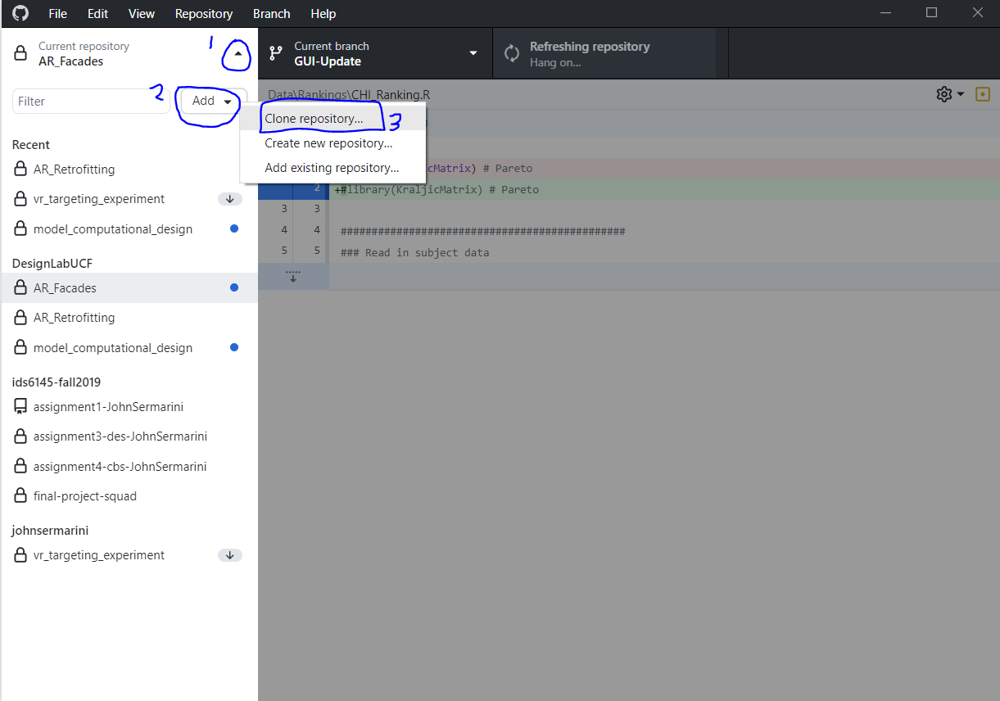 File Edit View Repository Branch Help
Current repository
AR_Facades
1
Current branch
GUI-Update
Refreshing repository
Hang on...
Filter
2
Add
Data\Rankings\CHI_Ranking.R
Clone repository...
3
Create new repository...
Add existing repository...
Recent
AR_Retrofitting
vr_targeting_experiment
model_computational_design
DesignLabUCF
AR_Facades
AR_Retrofitting
model_computational_design
ids6145-fall2019
assignment1-JohnSermarini
assignment3-des-JohnSermarini
assignment4-cbs-JohnSermarini
final-project-squad
johnsermarini
vr_targeting_experiment
cMatrix) # Pareto
2 +#library(KraljicMatrix) # Pareto
3 3
4 4 ##############################################
5 5 ### Read in subject data